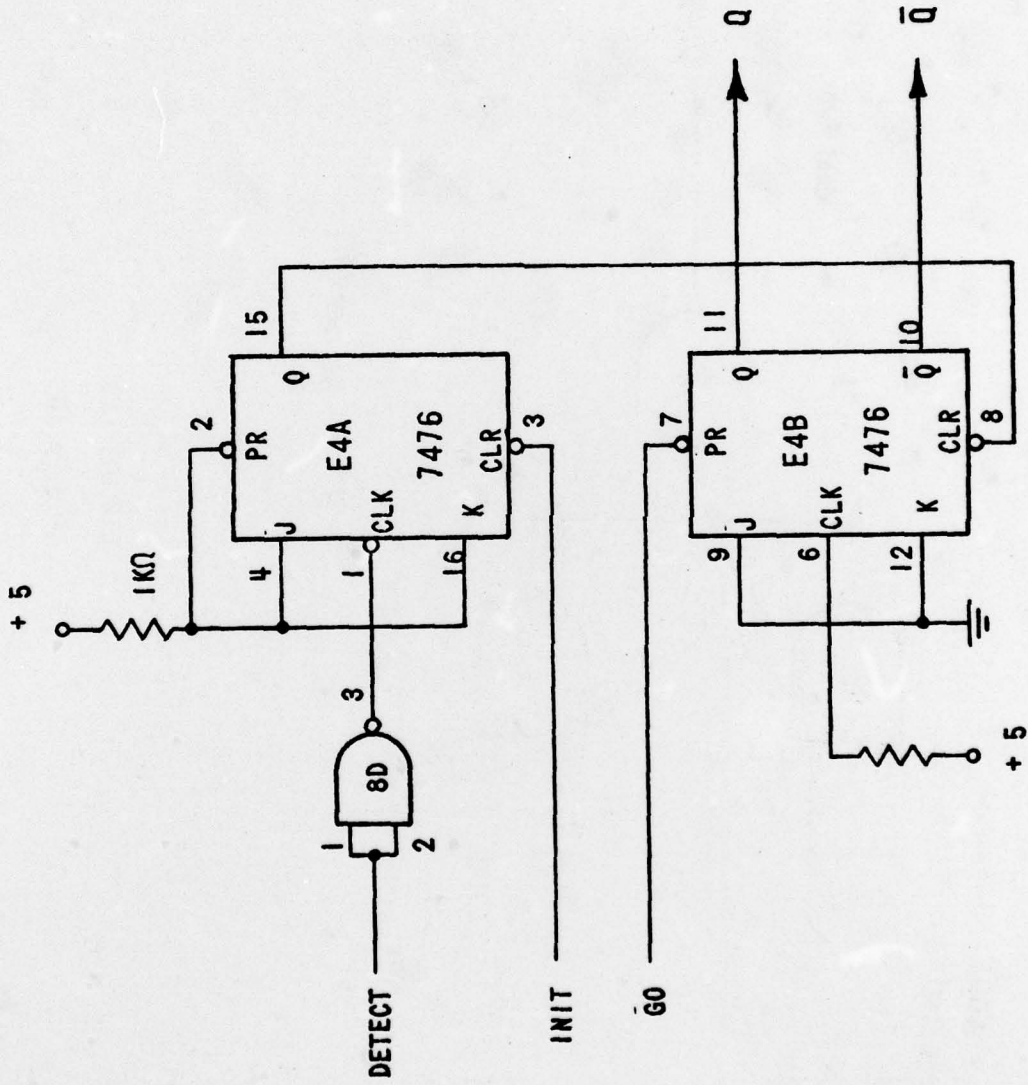 + 5
1KΩ
2
PR
15
Q
4
J
E4A
1
CLK
7476
16
K
CLR
3
3
8D
1
2
DETECT
INIT
GO
7
PR
11
Q
Q
9
J
E4B
6
CLK
7476
10
Q̅
Q̅
12
K
CLR
8
+ 5